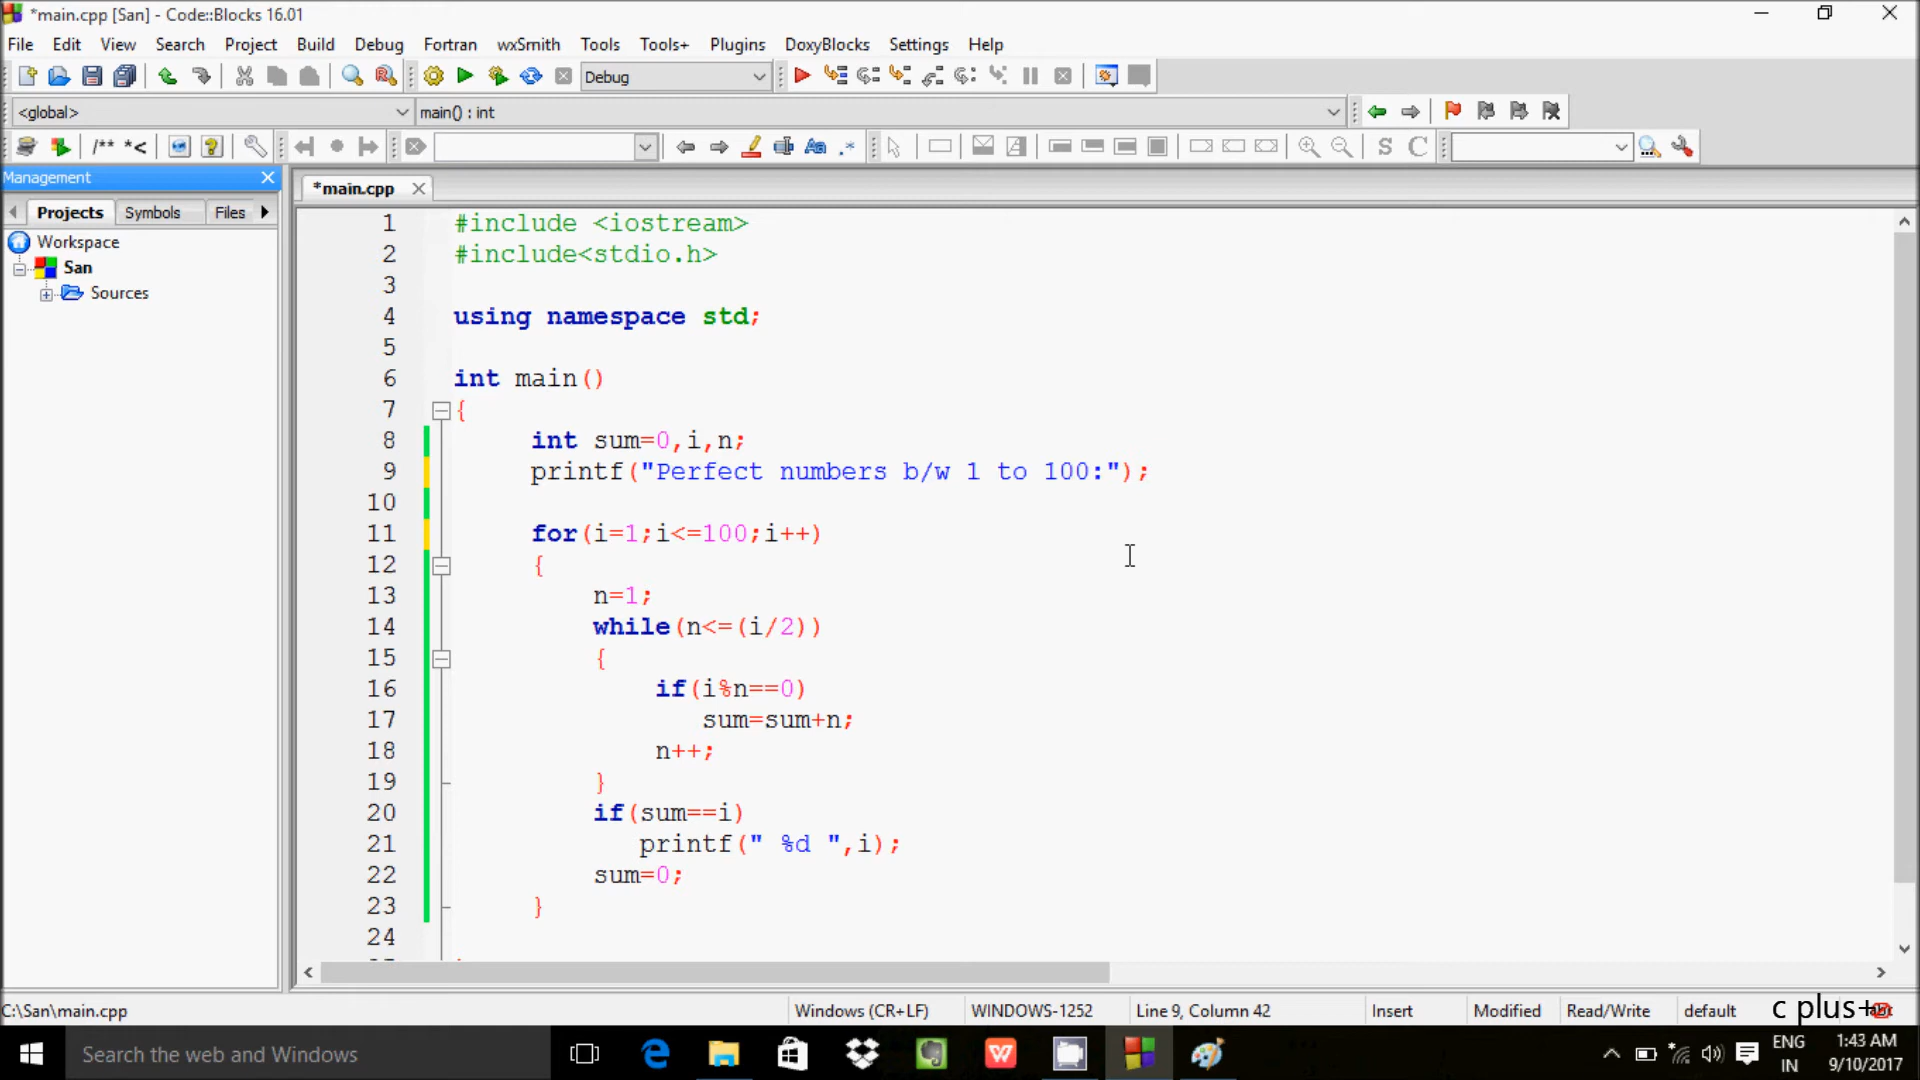 *main.cpp [San] - Code::Blocks 16.01
File Edit View Search Project Build Debug Fortran wxSmith Tools Tools+ Plugins DoxyBlocks Settings Help
Debug
<global> main() : int
/** *<
S C
Management
*main.cpp
Projects Symbols Files
Workspace
San
Sources
1 #include <iostream>
2 #include<stdio.h>
3
4 using namespace std;
5
6 int main()
7 {
8 int sum=0,i,n;
9 printf("Perfect numbers b/w 1 to 100:");
10
11 for(i=1;i<=100;i++)
12 {
13 n=1;
14 while(n<=(i/2))
15 {
16 if(i%n==0)
17 sum=sum+n;
18 n++;
19 }
20 if(sum==i)
21 printf(" %d ",i);
22 sum=0;
23 }
24
C:\San\main.cpp Windows (CR+LF) WINDOWS-1252 Line 9, Column 42 Insert Modified Read/Write default c plus+
Search the web and Windows
ENG 1:43 AM
IN 9/10/2017